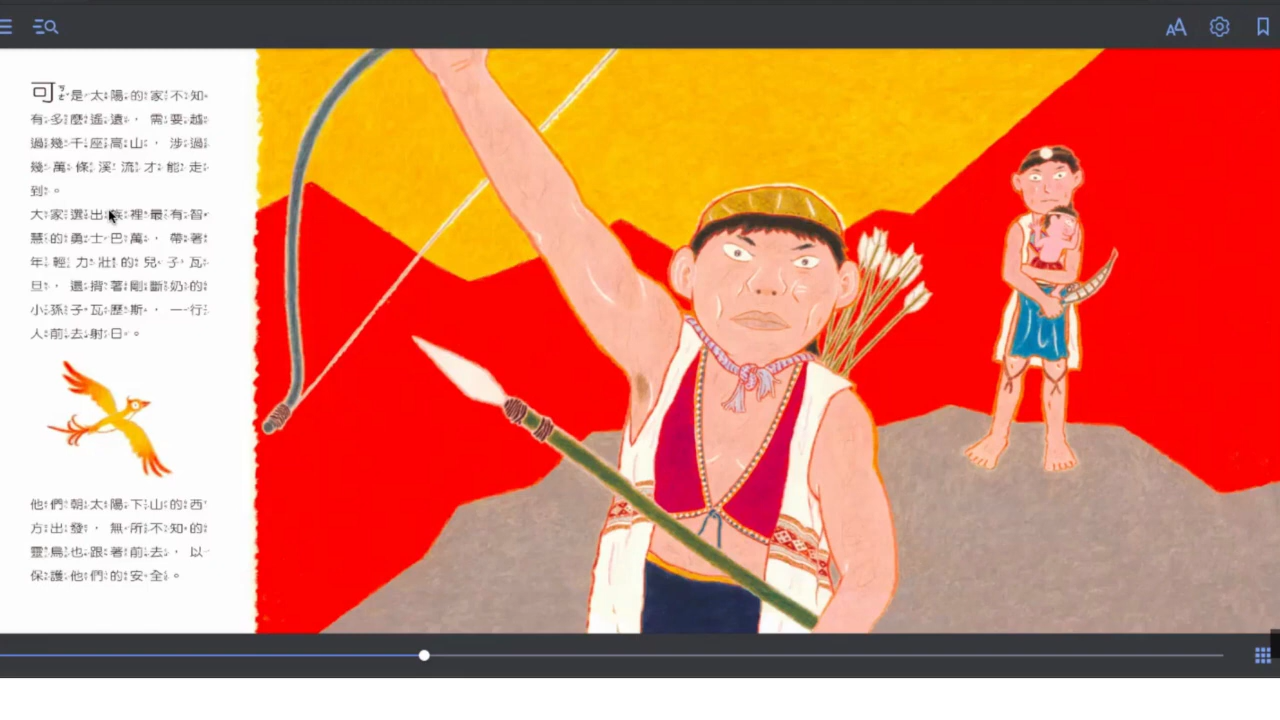 可是太陽的家不知
有多麼遙遠，需要越
過幾千座高山，涉過
幾萬條溪流才能走
到。
大家選出族裡最有智
慧的勇士巴萬，帶著
年輕力壯的兒子瓦
旦，還揹著剛斷奶的
小孫子瓦歷斯，一行
人前去射日。
他們朝太陽下山的西
方出發，無所不知的
靈鳥也跟著前去，以
保護他們的安全。
AA